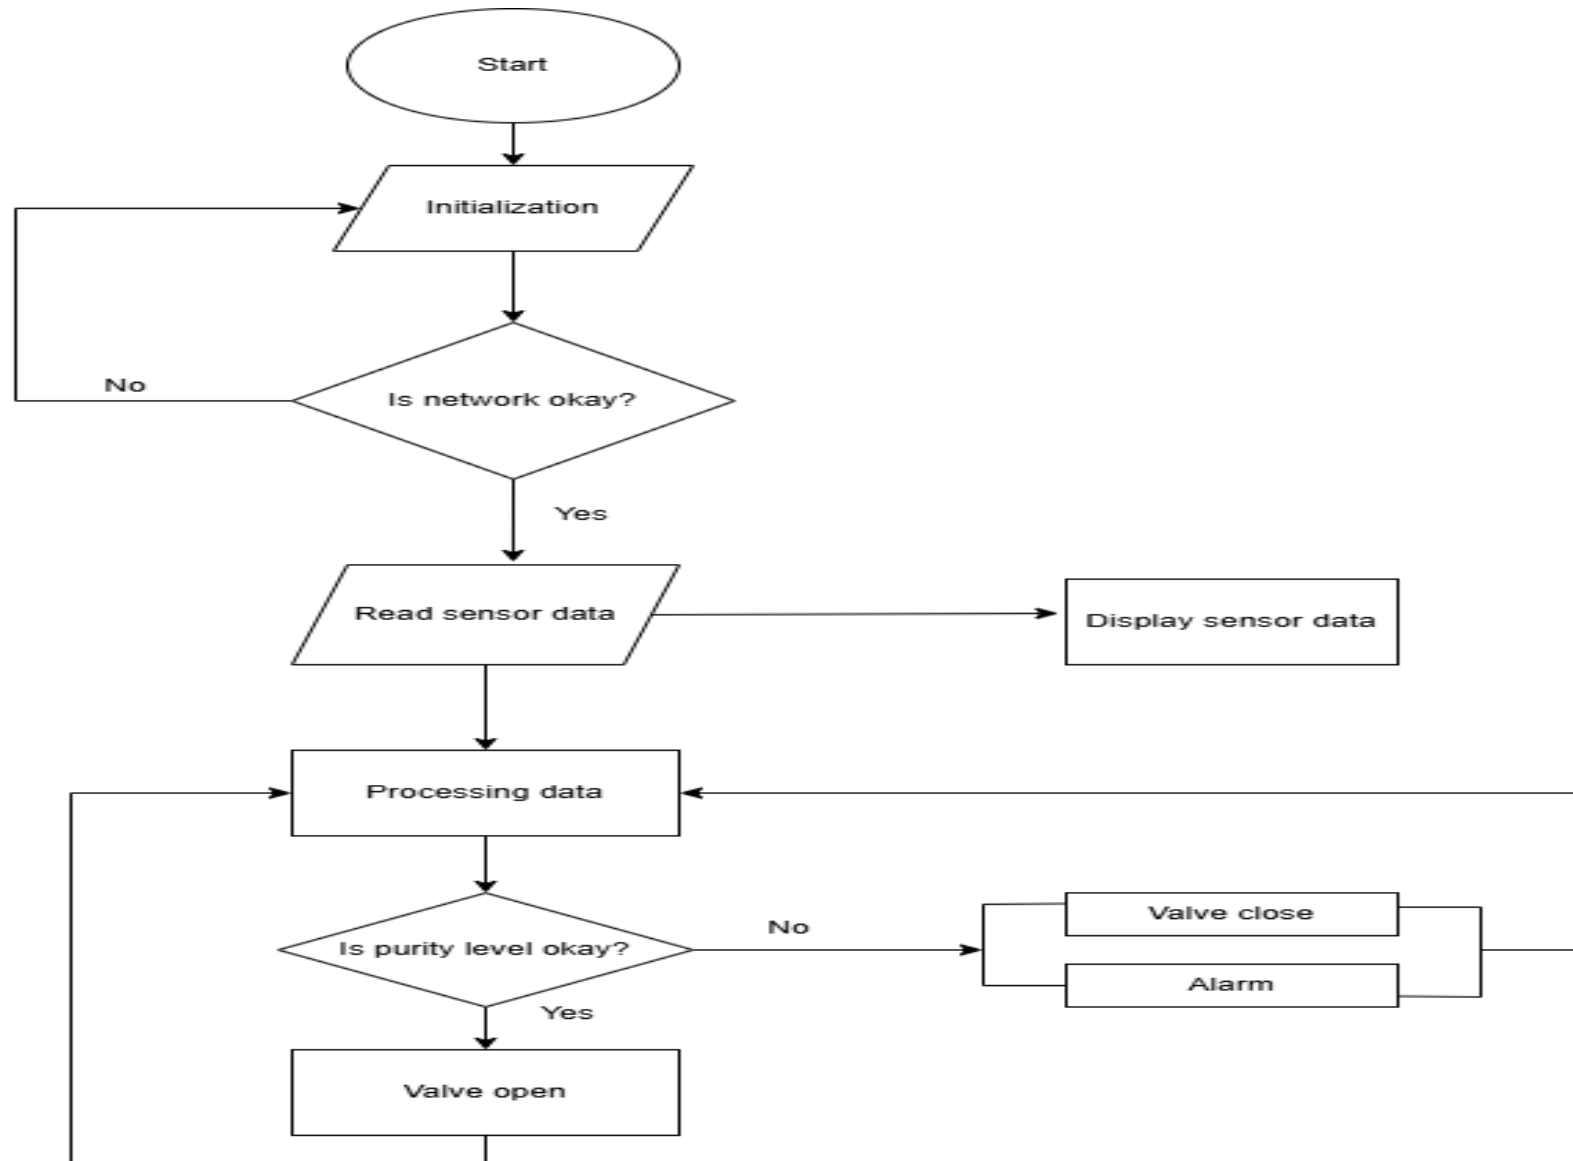 Start
Initialization
No
Is network okay?
Yes
Read sensor data
Display sensor data
Processing data
Is purity level okay?
No
Valve close
Alarm
Yes
Valve open